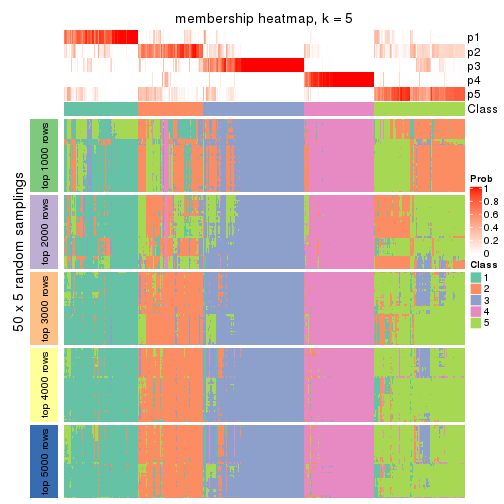 membership heatmap, k = 5
p1
p2
p3
p4
p5
Class
50 x 5 random samplings
top 1000 rows
top 2000 rows
top 3000 rows
top 4000 rows
top 5000 rows
Prob
1
0.8
0.6
0.4
0.2
0
Class
1
2
3
4
5